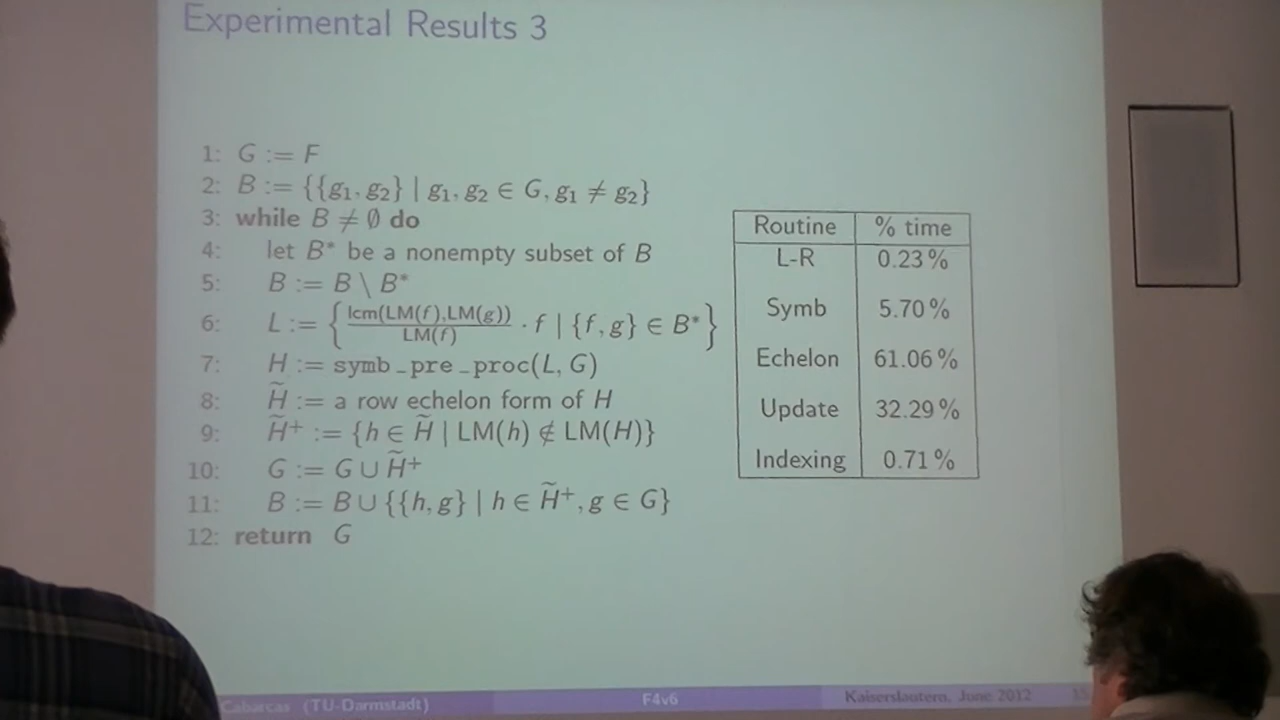 Experimental Results 3
1: G := F
2: B := {{g₁, g₂} | g₁, g₂ ∈ G, g₁ ≠ g₂}
3: while B ≠ ∅ do
4: let B* be a nonempty subset of B
5: B := B \ B*
6: L := { lcm(LM(f),LM(g)) / LM(f) · f | {f, g} ∈ B* }
7: H := symb_pre_proc(L, G)
8: H̃ := a row echelon form of H
9: H̃⁺ := {h ∈ H̃ | LM(h) ∉ LM(H)}
10: G := G ∪ H̃⁺
11: B := B ∪ {{h, g} | h ∈ H̃⁺, g ∈ G}
12: return G
Routine % time
L-R 0.23 %
Symb 5.70 %
Echelon 61.06 %
Update 32.29 %
Indexing 0.71 %
Cabarcas (TU-Darmstadt) F4v6 Kaiserslautern, June 2012